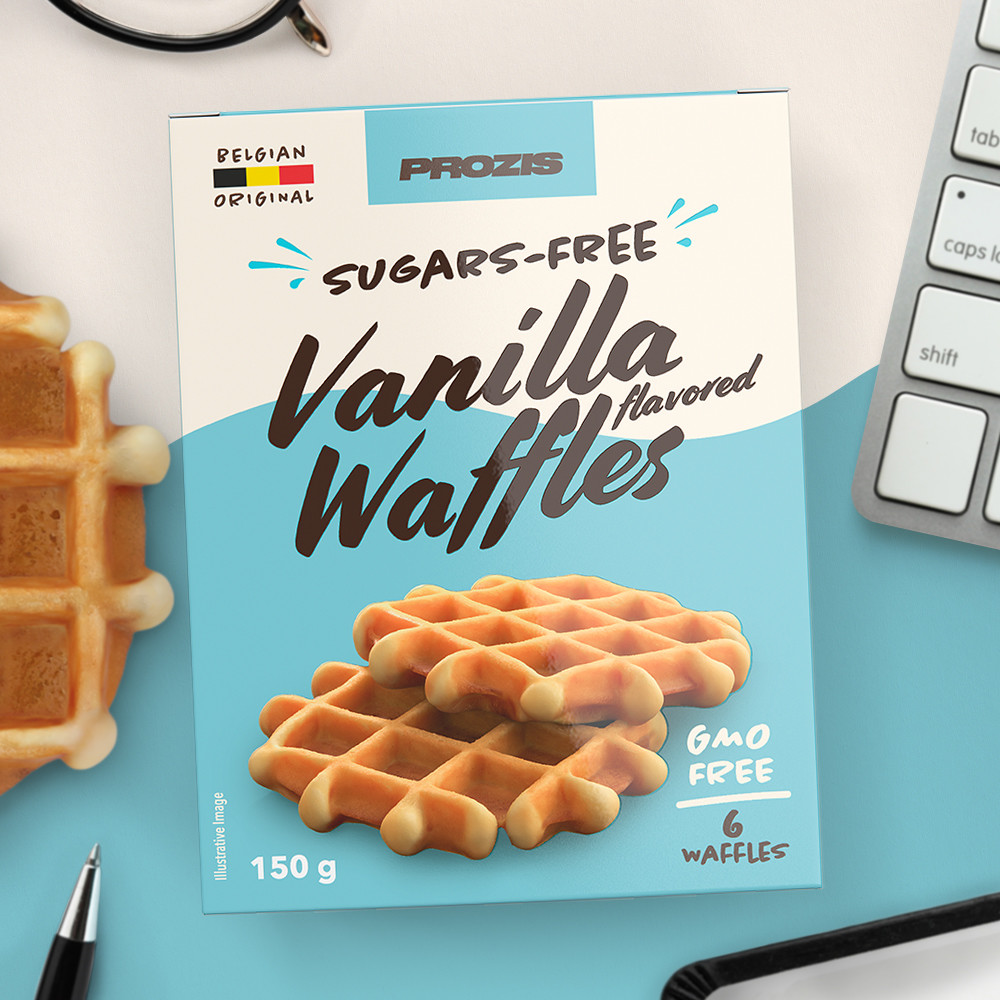 BELGIAN
ORIGINAL
PROZIS
SUGARS-FREE
Vanilla
flavored
Waffles
GMO
FREE
6
WAFFLES
Illustrative Image
150 g
tab
caps lo
shift